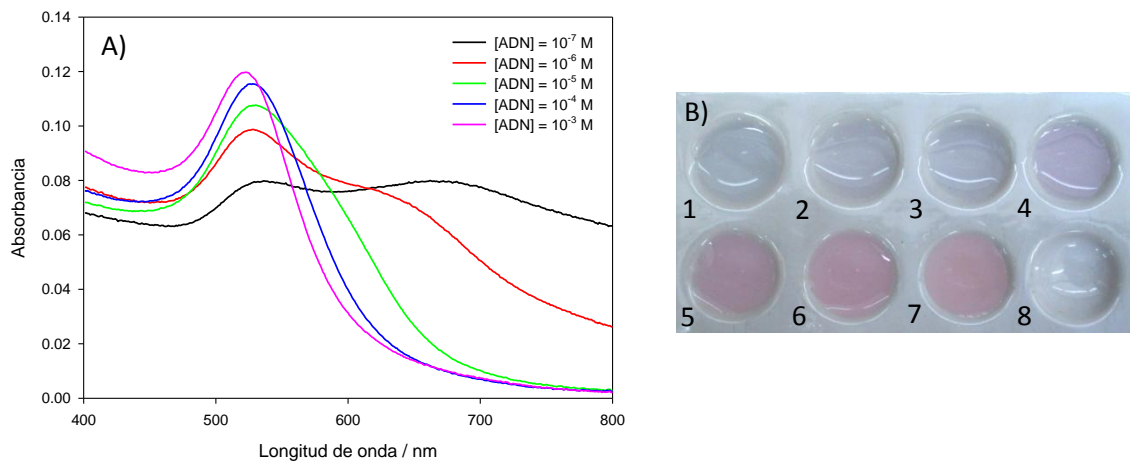 A)
[ADN] = 10⁻⁷ M
[ADN] = 10⁻⁶ M
[ADN] = 10⁻⁵ M
[ADN] = 10⁻⁴ M
[ADN] = 10⁻³ M
Absorbancia
0.14
0.12
0.10
0.08
0.06
0.04
0.02
0.00
400 500 600 700 800
Longitud de onda / nm
B)
1 2 3 4
5 6 7 8